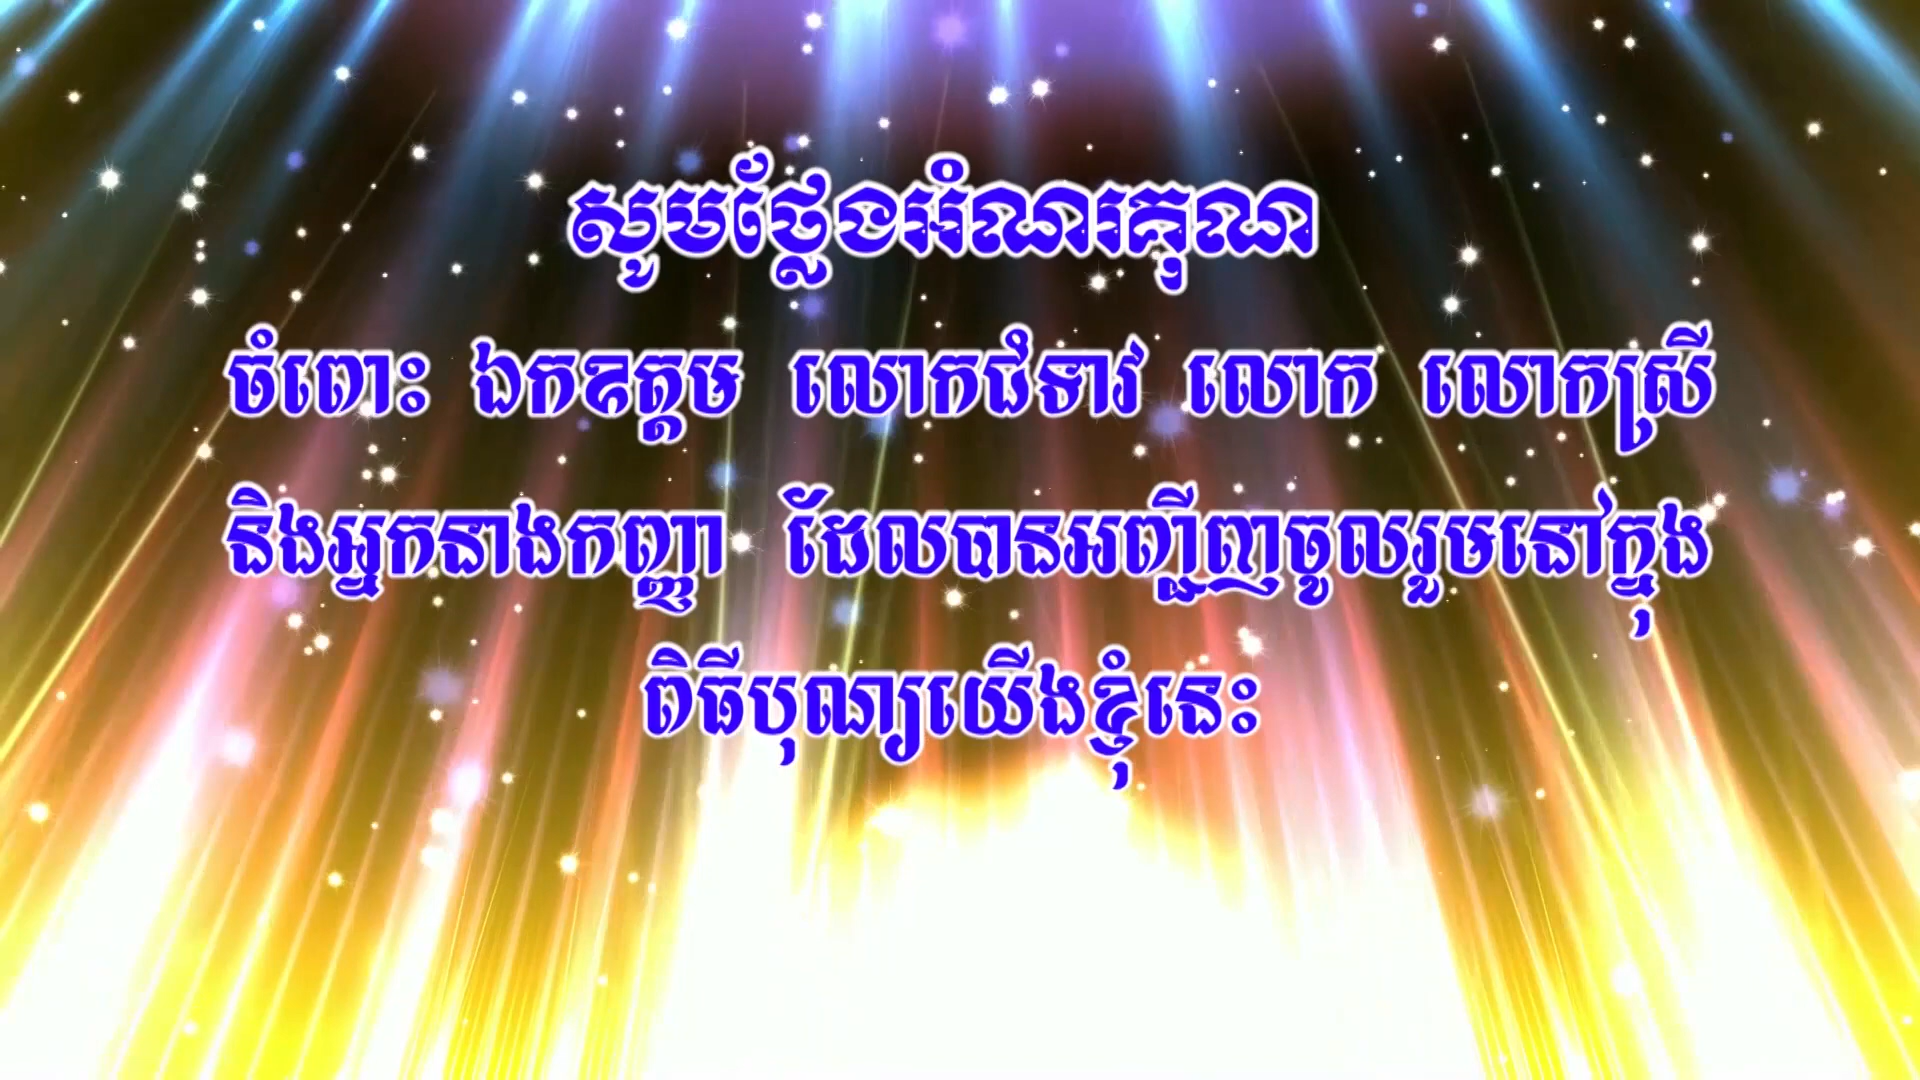 សូមថ្លែងអំណរគុណ
ចំពោះ ឯកឧត្តម លោកជំទាវ លោក លោកស្រី
និងអ្នកនាងកញ្ញា ដែលបានអញ្ជើញចូលរួមនៅក្នុង
ពិធីបុណ្យយើងខ្ញុំនេះ